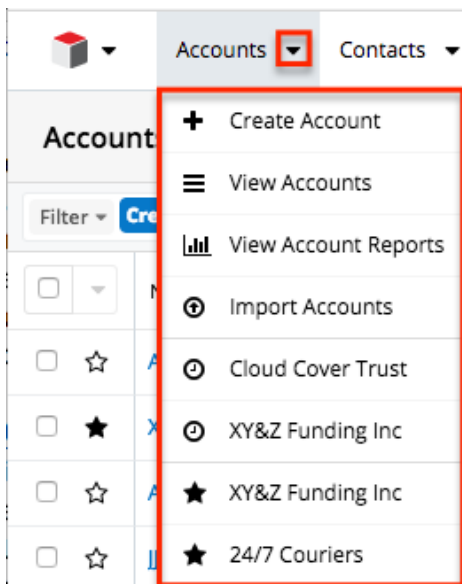 Accounts
Contacts
Account
Create Account
View Accounts
Filter
Cre
View Account Reports
N
Import Accounts
A
Cloud Cover Trust
X
XY&Z Funding Inc
A
XY&Z Funding Inc
JJ
24/7 Couriers